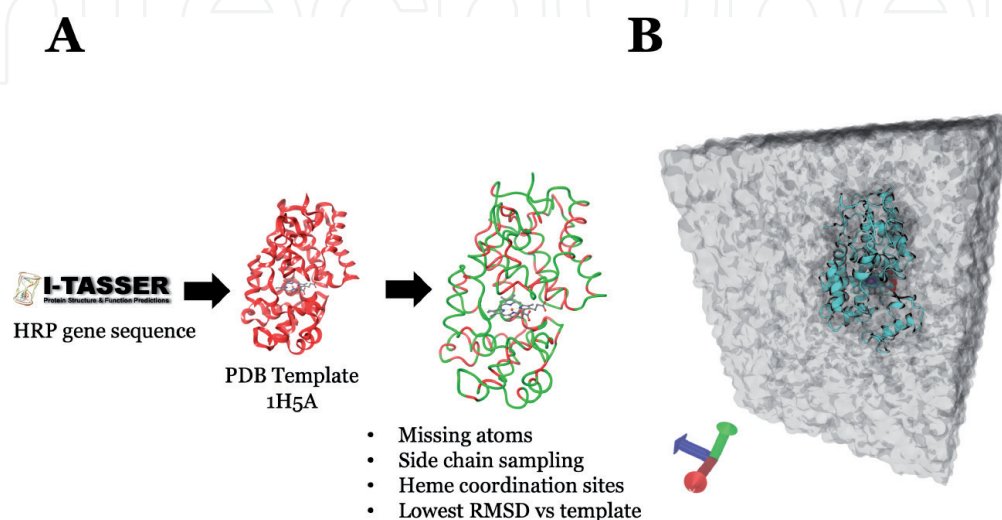 A
B
I-TASSER
Protein Structure & Function Predictions
HRP gene sequence
PDB Template
1H5A
• Missing atoms
• Side chain sampling
• Heme coordination sites
• Lowest RMSD vs template